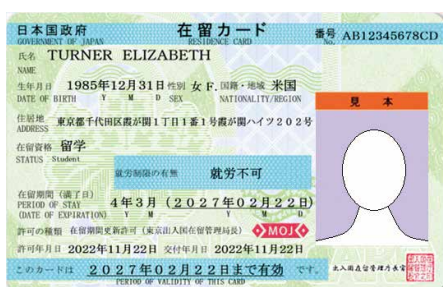 日本国政府 在留カード 番号 AB12345678CD
GOVERNMENT OF JAPAN RESIDENCE CARD No.
氏名 TURNER ELIZABETH
NAME
生年月日 1985年12月31日 性別 女 F. 国籍・地域 米国
DATE OF BIRTH Y M D SEX NATIONALITY/REGION
見本
住居地 東京都千代田区霞が関1丁目1番1号霞が関ハイツ202号
ADDRESS
在留資格 留学
STATUS Student
就労制限の有無 就労不可
在留期間(満了日) 4年3月(2027年02月22日)
PERIOD OF STAY
(DATE OF EXPIRATION) Y M Y M D
許可の種類 在留期間更新許可(東京出入国在留管理局長) MOJ
許可年月日 2022年11月22日 交付年月日 2022年11月22日
このカードは 2027年02月22日まで有効 です。
PERIOD OF VALIDITY OF THIS CARD